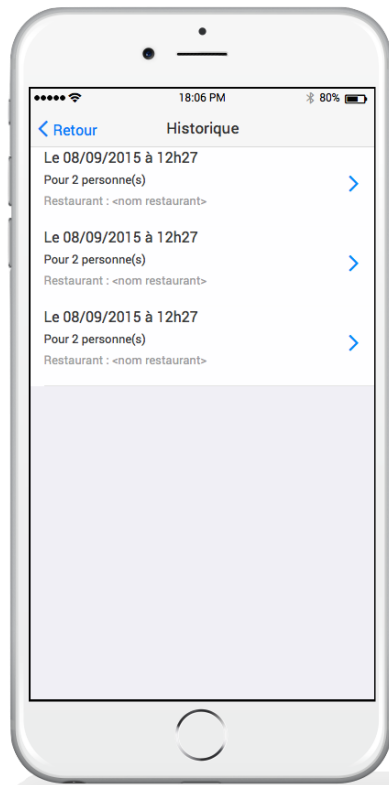 18:06 PM
80%
Retour
Historique
Le 08/09/2015 à 12h27
Pour 2 personne(s)
Restaurant : <nom restaurant>
Le 08/09/2015 à 12h27
Pour 2 personne(s)
Restaurant : <nom restaurant>
Le 08/09/2015 à 12h27
Pour 2 personne(s)
Restaurant : <nom restaurant>